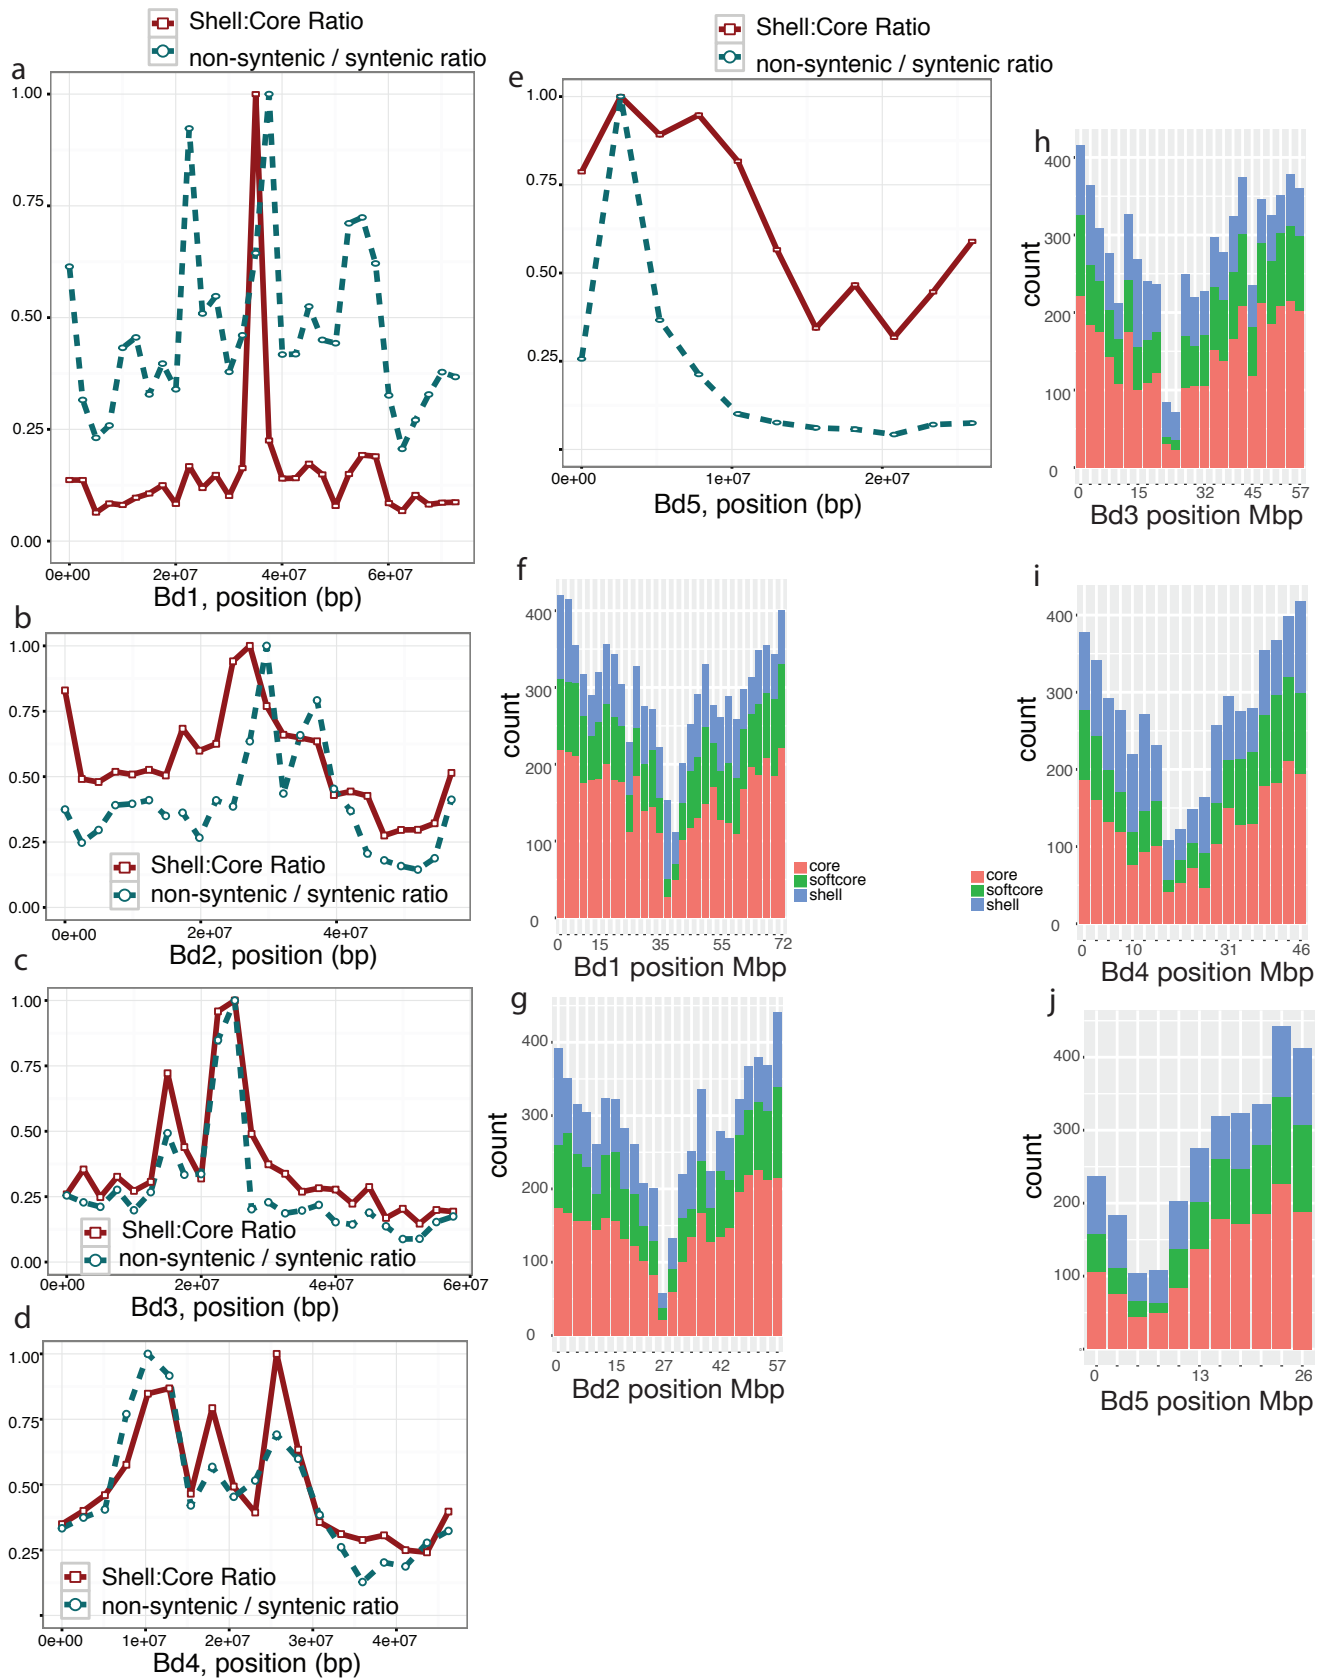 Shell:Core Ratio
non-syntenic / syntenic ratio
a
1.00
0.75
0.50
0.25
0.00
0e+00 2e+07 4e+07 6e+07
Bd1, position (bp)
b
1.00
0.75
0.50
0.25
0.00
Shell:Core Ratio
non-syntenic / syntenic ratio
0e+00 2e+07 4e+07
Bd2, position (bp)
c
1.00
0.75
0.50
0.25
0.00
Shell:Core Ratio
non-syntenic / syntenic ratio
0e+00 2e+07 4e+07 6e+07
Bd3, position (bp)
d
1.00
0.75
0.50
0.25
Shell:Core Ratio
non-syntenic / syntenic ratio
0e+00 1e+07 2e+07 3e+07 4e+07
Bd4, position (bp)
Shell:Core Ratio
non-syntenic / syntenic ratio
e
1.00
0.75
0.50
0.25
0e+00 1e+07 2e+07
Bd5, position (bp)
f
count
400
300
200
100
0
0 15 35 55 72
Bd1 position Mbp
core
softcore
shell
g
count
400
300
200
100
0
0 15 27 42 57
Bd2 position Mbp
h
count
400
300
200
100
0
0 15 32 45 57
Bd3 position Mbp
i
count
400
300
200
100
0
0 10 31 46
Bd4 position Mbp
core
softcore
shell
j
count
400
300
200
100
0 13 26
Bd5 position Mbp